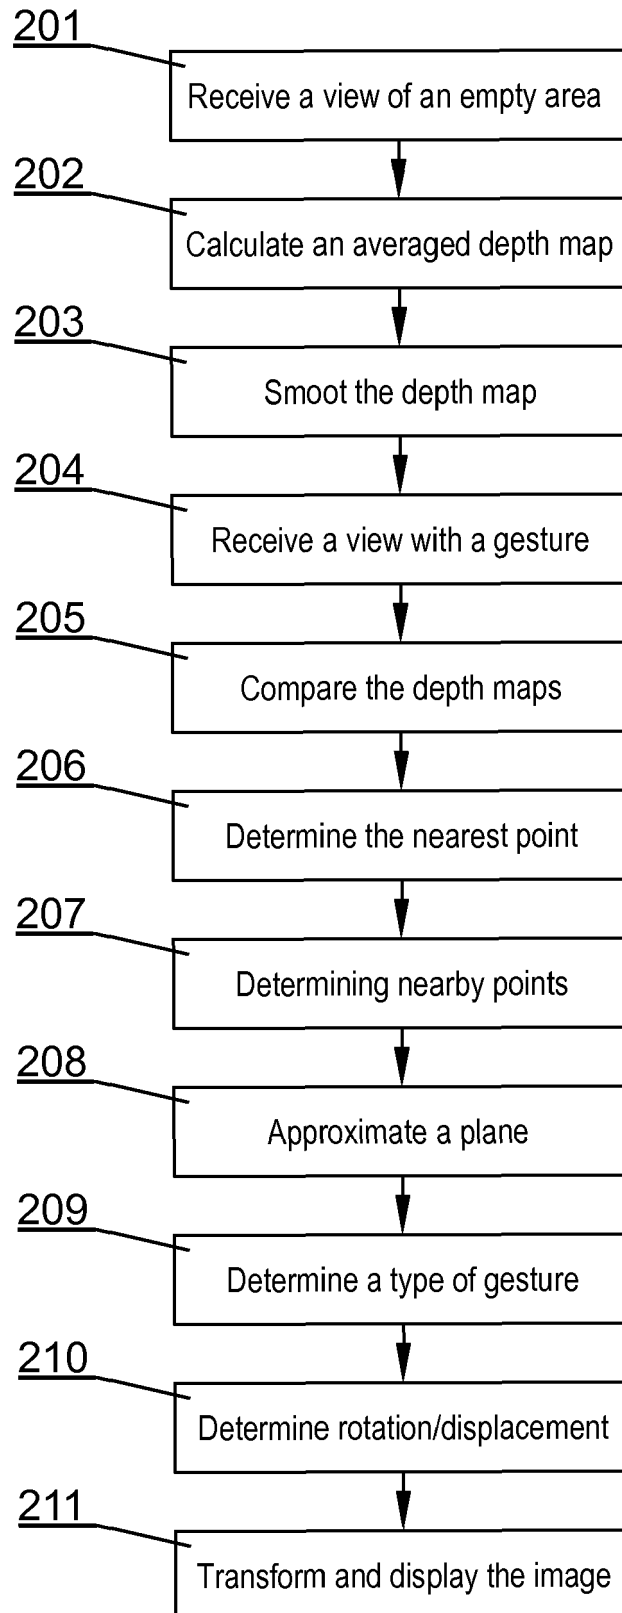 201
Receive a view of an empty area
202
Calculate an averaged depth map
203
Smoot the depth map
204
Receive a view with a gesture
205
Compare the depth maps
206
Determine the nearest point
207
Determining nearby points
208
Approximate a plane
209
Determine a type of gesture
210
Determine rotation/displacement
211
Transform and display the image